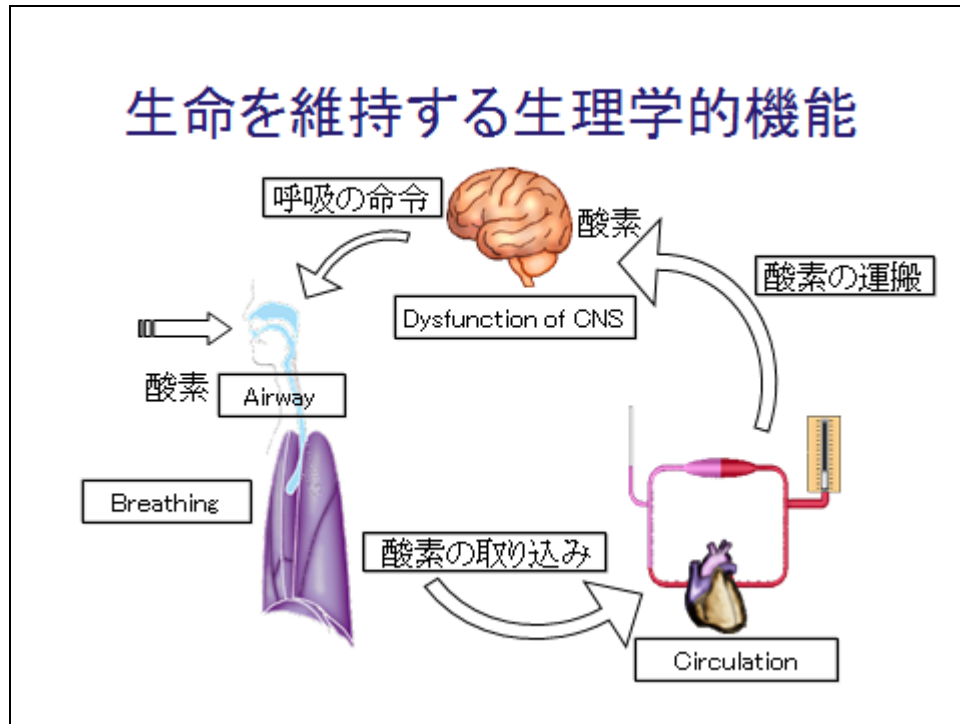 生命を維持する生理学的機能
呼吸の命令
酸素
酸素の運搬
Dysfunction of CNS
酸素
Airway
Breathing
酸素の取り込み
Circulation